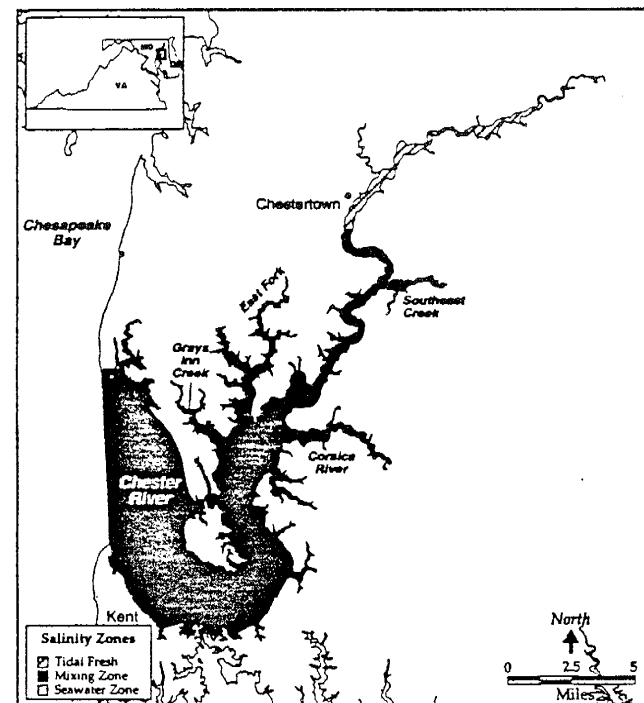 MD
VA
Chestertown
Chesapeake
Bay
East Fork
Southeast
Creek
Grays
Inn
Creek
Corsica
River
Chester
River
Kent
Salinity Zones
Tidal Fresh
Mixing Zone
Seawater Zone
North
0 2.5 5
Miles